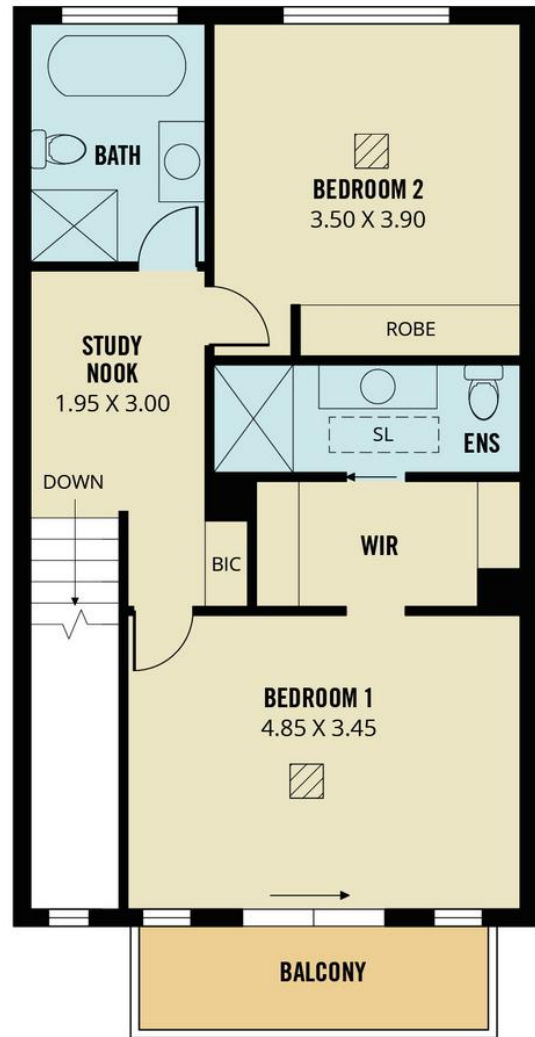 BATH
BEDROOM 2
3.50 X 3.90
ROBE
STUDY
NOOK
1.95 X 3.00
SL
ENS
DOWN
WIR
BIC
BEDROOM 1
4.85 X 3.45
BALCONY